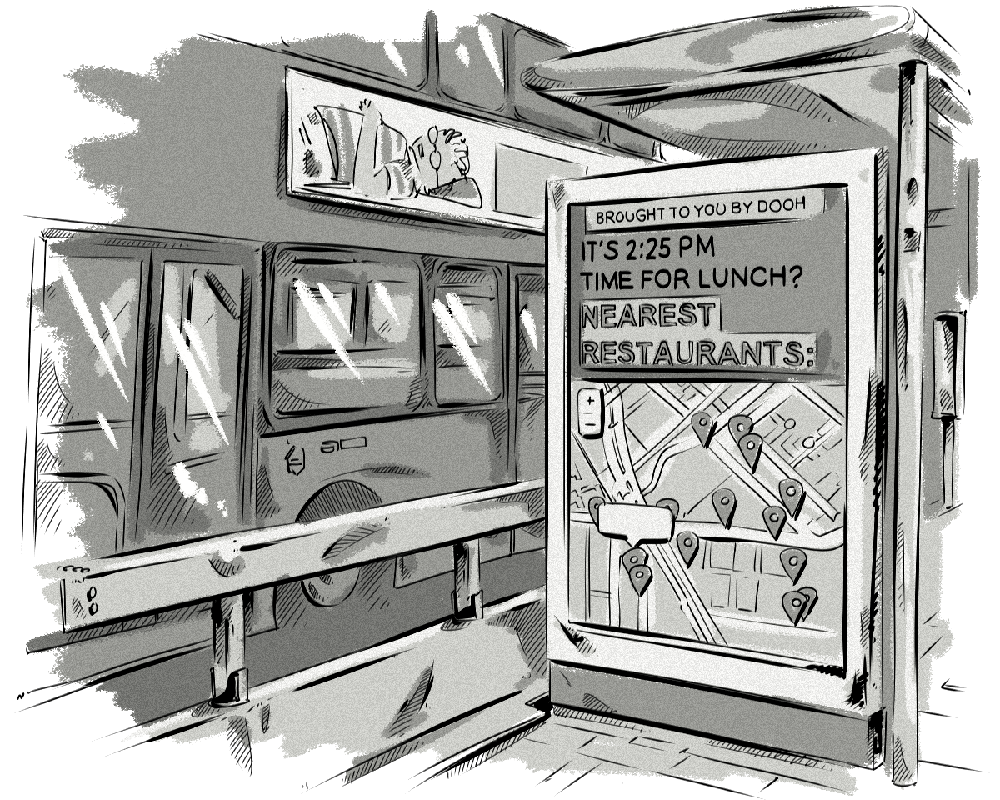 BROUGHT TO YOU BY DOOH
IT'S 2:25 PM
TIME FOR LUNCH?
NEAREST
RESTAURANTS:
+
−